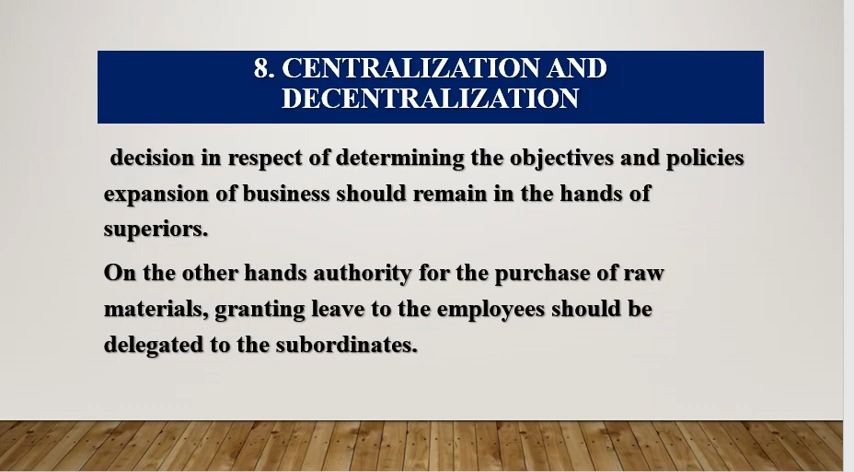 8. CENTRALIZATION AND
DECENTRALIZATION
decision in respect of determining the objectives and policies
expansion of business should remain in the hands of
superiors.
On the other hands authority for the purchase of raw
materials, granting leave to the employees should be
delegated to the subordinates.